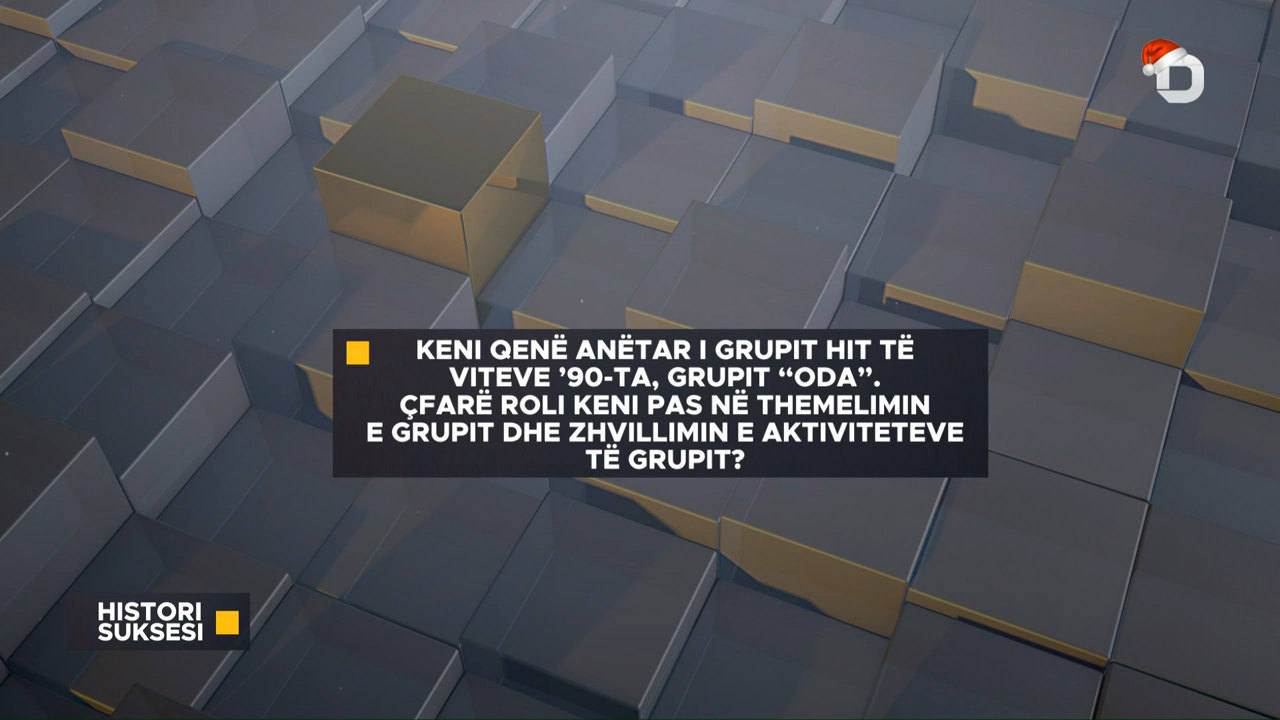 KENI QENË ANËTAR I GRUPIT HIT TË
VITEVE ’90-TA, GRUPIT “ODA”.
ÇFARË ROLI KENI PAS NË THEMELIMIN
E GRUPIT DHE ZHVILLIMIN E AKTIVITETEVE
TË GRUPIT?
HISTORI
SUKSESI
D